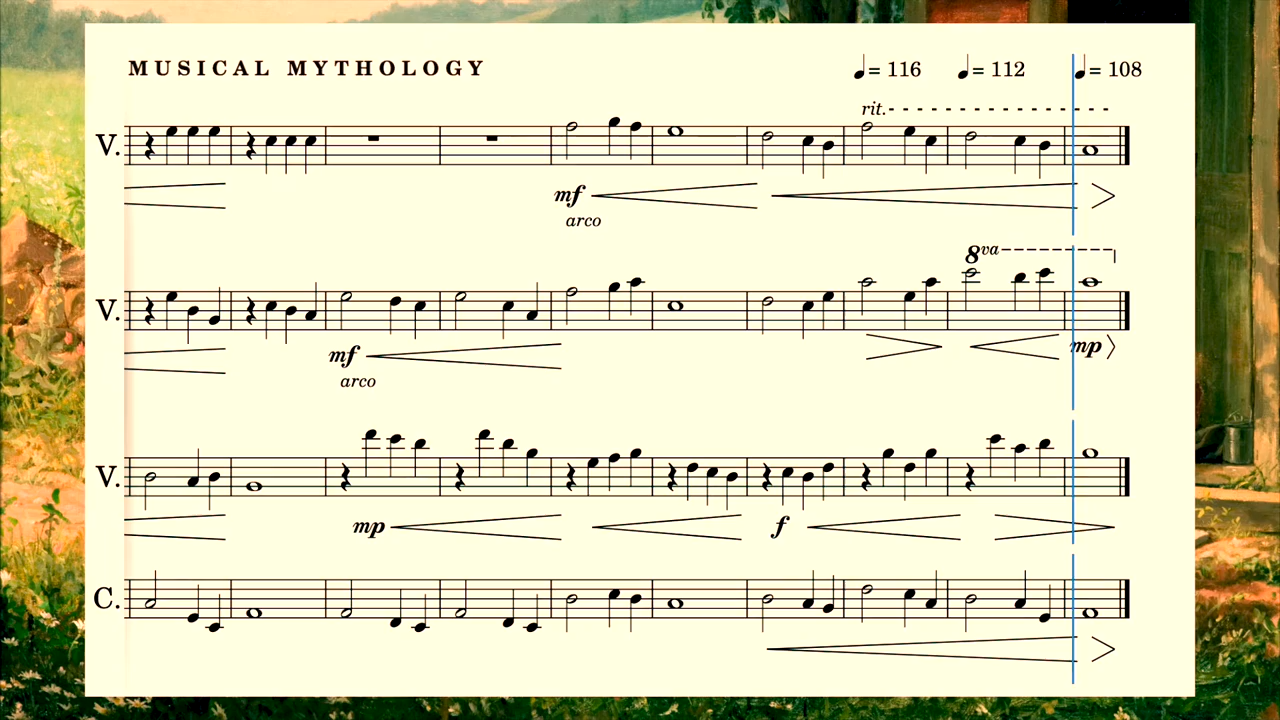 MUSICAL MYTHOLOGY
♩= 116 ♩= 112 ♩= 108
rit.
V.
mf
arco
8va
V.
mf mp
arco
V.
mp f
C.